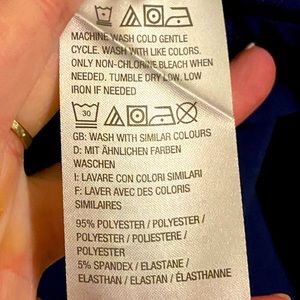 MACHINE WASH COLD GENTLE
CYCLE. WASH WITH LIKE COLORS.
ONLY NON-CHLORINE BLEACH WHEN
NEEDED. TUMBLE DRY LOW, LOW
IRON IF NEEDED
30
GB: WASH WITH SIMILAR COLOURS
D: MIT ÄHNLICHEN FARBEN
WASCHEN
I: LAVARE CON COLORI SIMILARI
F: LAVER AVEC DES COLORIS
SIMILAIRES
95% POLYESTER / POLYESTER /
POLYESTER / POLIESTERE /
POLYESTER
5% SPANDEX / ELASTANE /
ELASTHAN / ELASTAN / ÉLASTHANNE